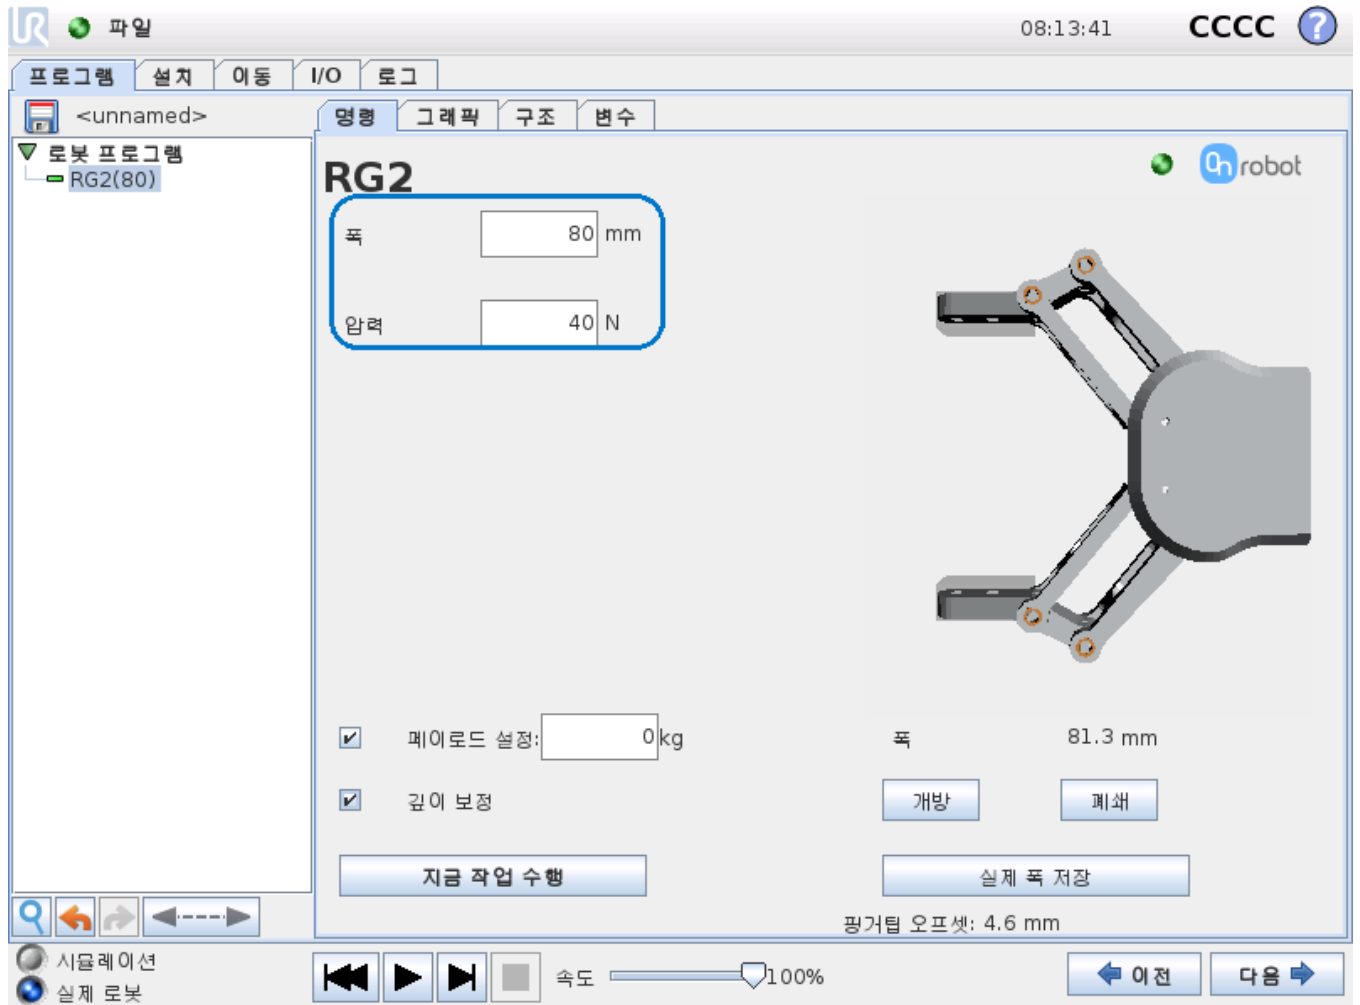 UR 파일 08:13:41 CCCC ?
프로그램 설치 이동 I/O 로그
<unnamed> 명령 그래픽 구조 변수
로봇 프로그램
RG2(80)
RG2
On robot
폭 80 mm
압력 40 N
페이로드 설정: 0 kg 폭 81.3 mm
깊이 보정 개방 폐쇄
지금 작업 수행 실제 폭 저장
핑거팁 오프셋: 4.6 mm
시뮬레이션
실제 로봇
속도 100% 이전 다음